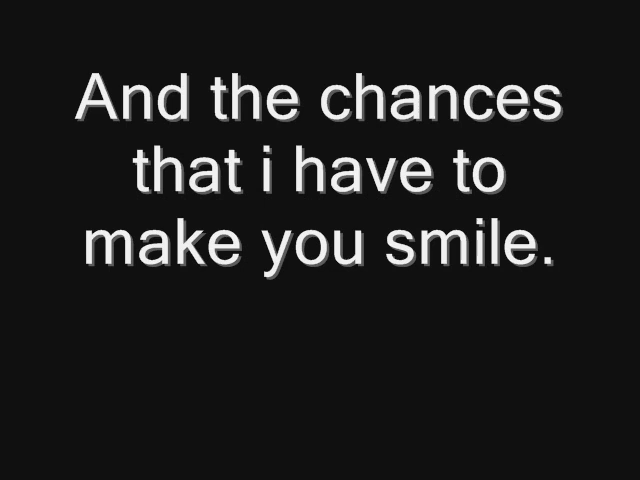 And the chances
that i have to
make you smile.